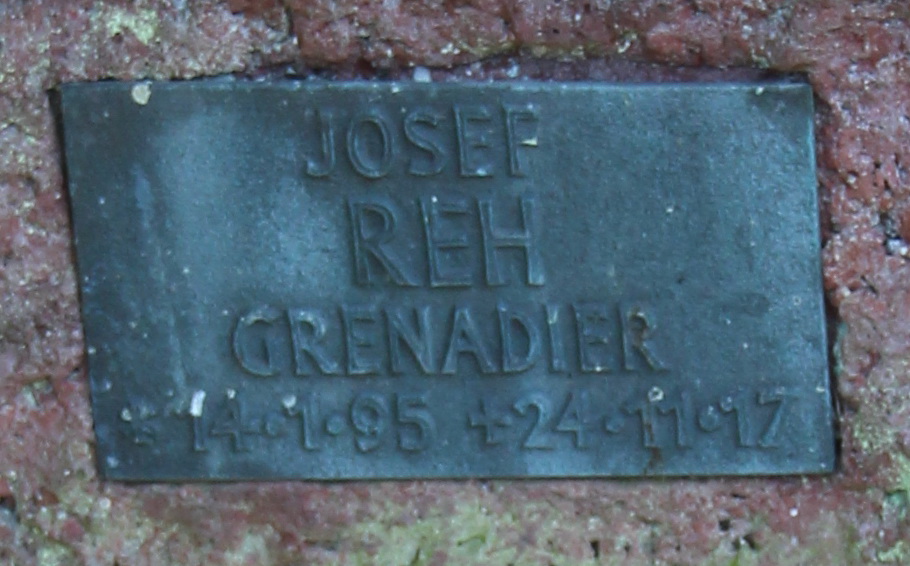 JOSEF
REH
GRENADIER
* 14·1·95 + 24·11·17